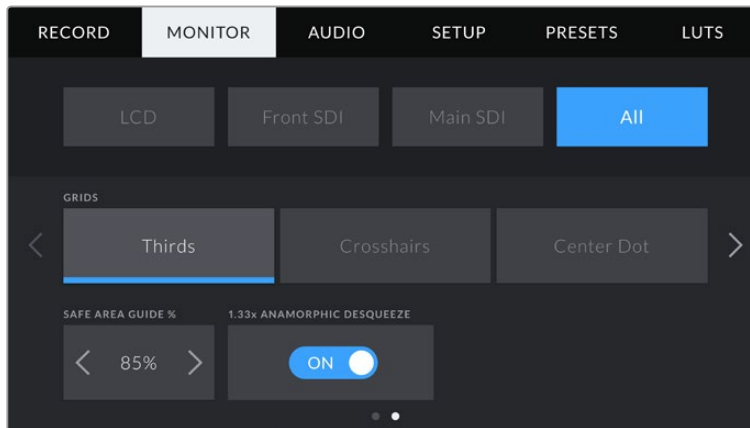 RECORD MONITOR AUDIO SETUP PRESETS LUTS
LCD Front SDI Main SDI All
GRIDS
Thirds Crosshairs Center Dot
SAFE AREA GUIDE % 1.33x ANAMORPHIC DESQUEEZE
85% ON